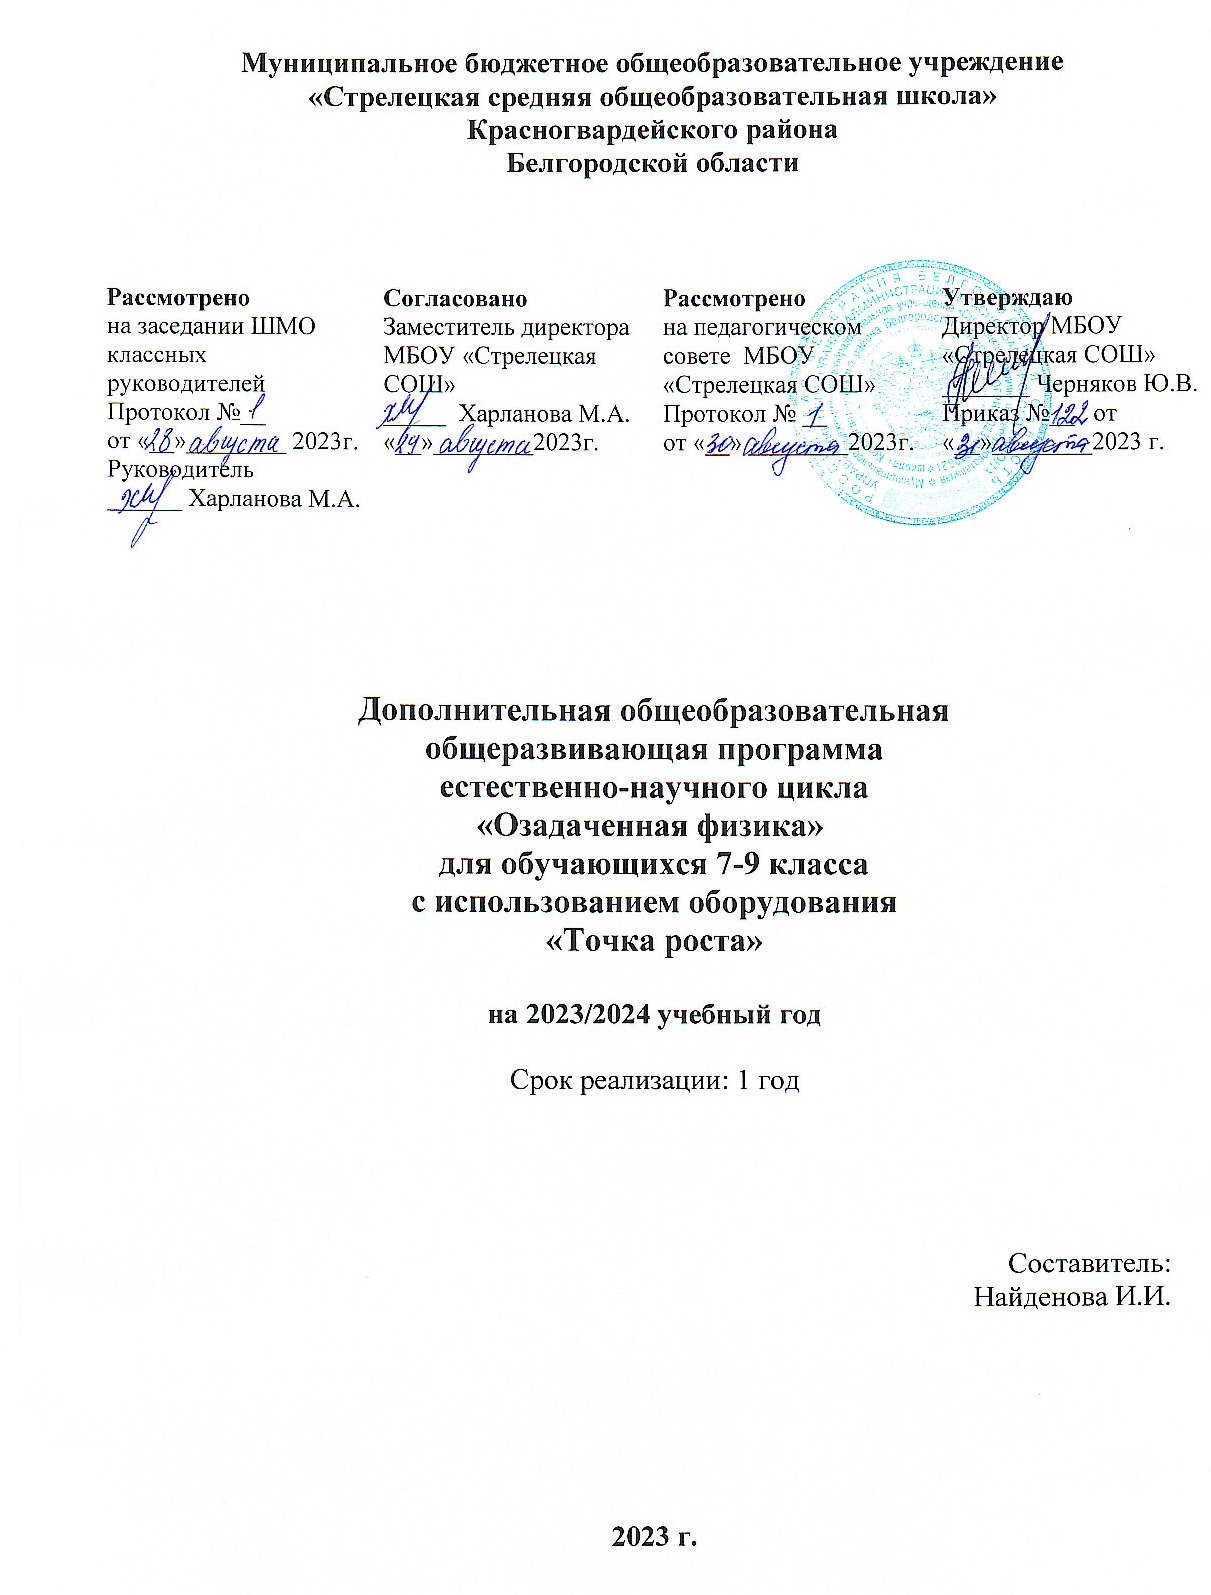 Муниципальное бюджетное общеобразовательное учреждение
«Стрелецкая средняя общеобразовательная школа»
Красногвардейского района
Белгородской области
Рассмотрено
на заседании ШМО
классных
руководителей
Протокол № 1
от «28» августа 2023г.
Руководитель
Харланова М.А.
Согласовано
Заместитель директора
МБОУ «Стрелецкая
СОШ»
Харланова М.А.
«29» августа 2023г.
Рассмотрено
на педагогическом
совете МБОУ
«Стрелецкая СОШ»
Протокол № 1
от «30» августа 2023г.
Утверждаю
Директор МБОУ
«Стрелецкая СОШ»
Черняков Ю.В.
Приказ №122 от
«31» августа 2023 г.
Дополнительная общеобразовательная
общеразвивающая программа
естественно-научного цикла
«Озадаченная физика»
для обучающихся 7-9 класса
с использованием оборудования
«Точка роста»
на 2023/2024 учебный год
Срок реализации: 1 год
Составитель:
Найденова И.И.
2023 г.